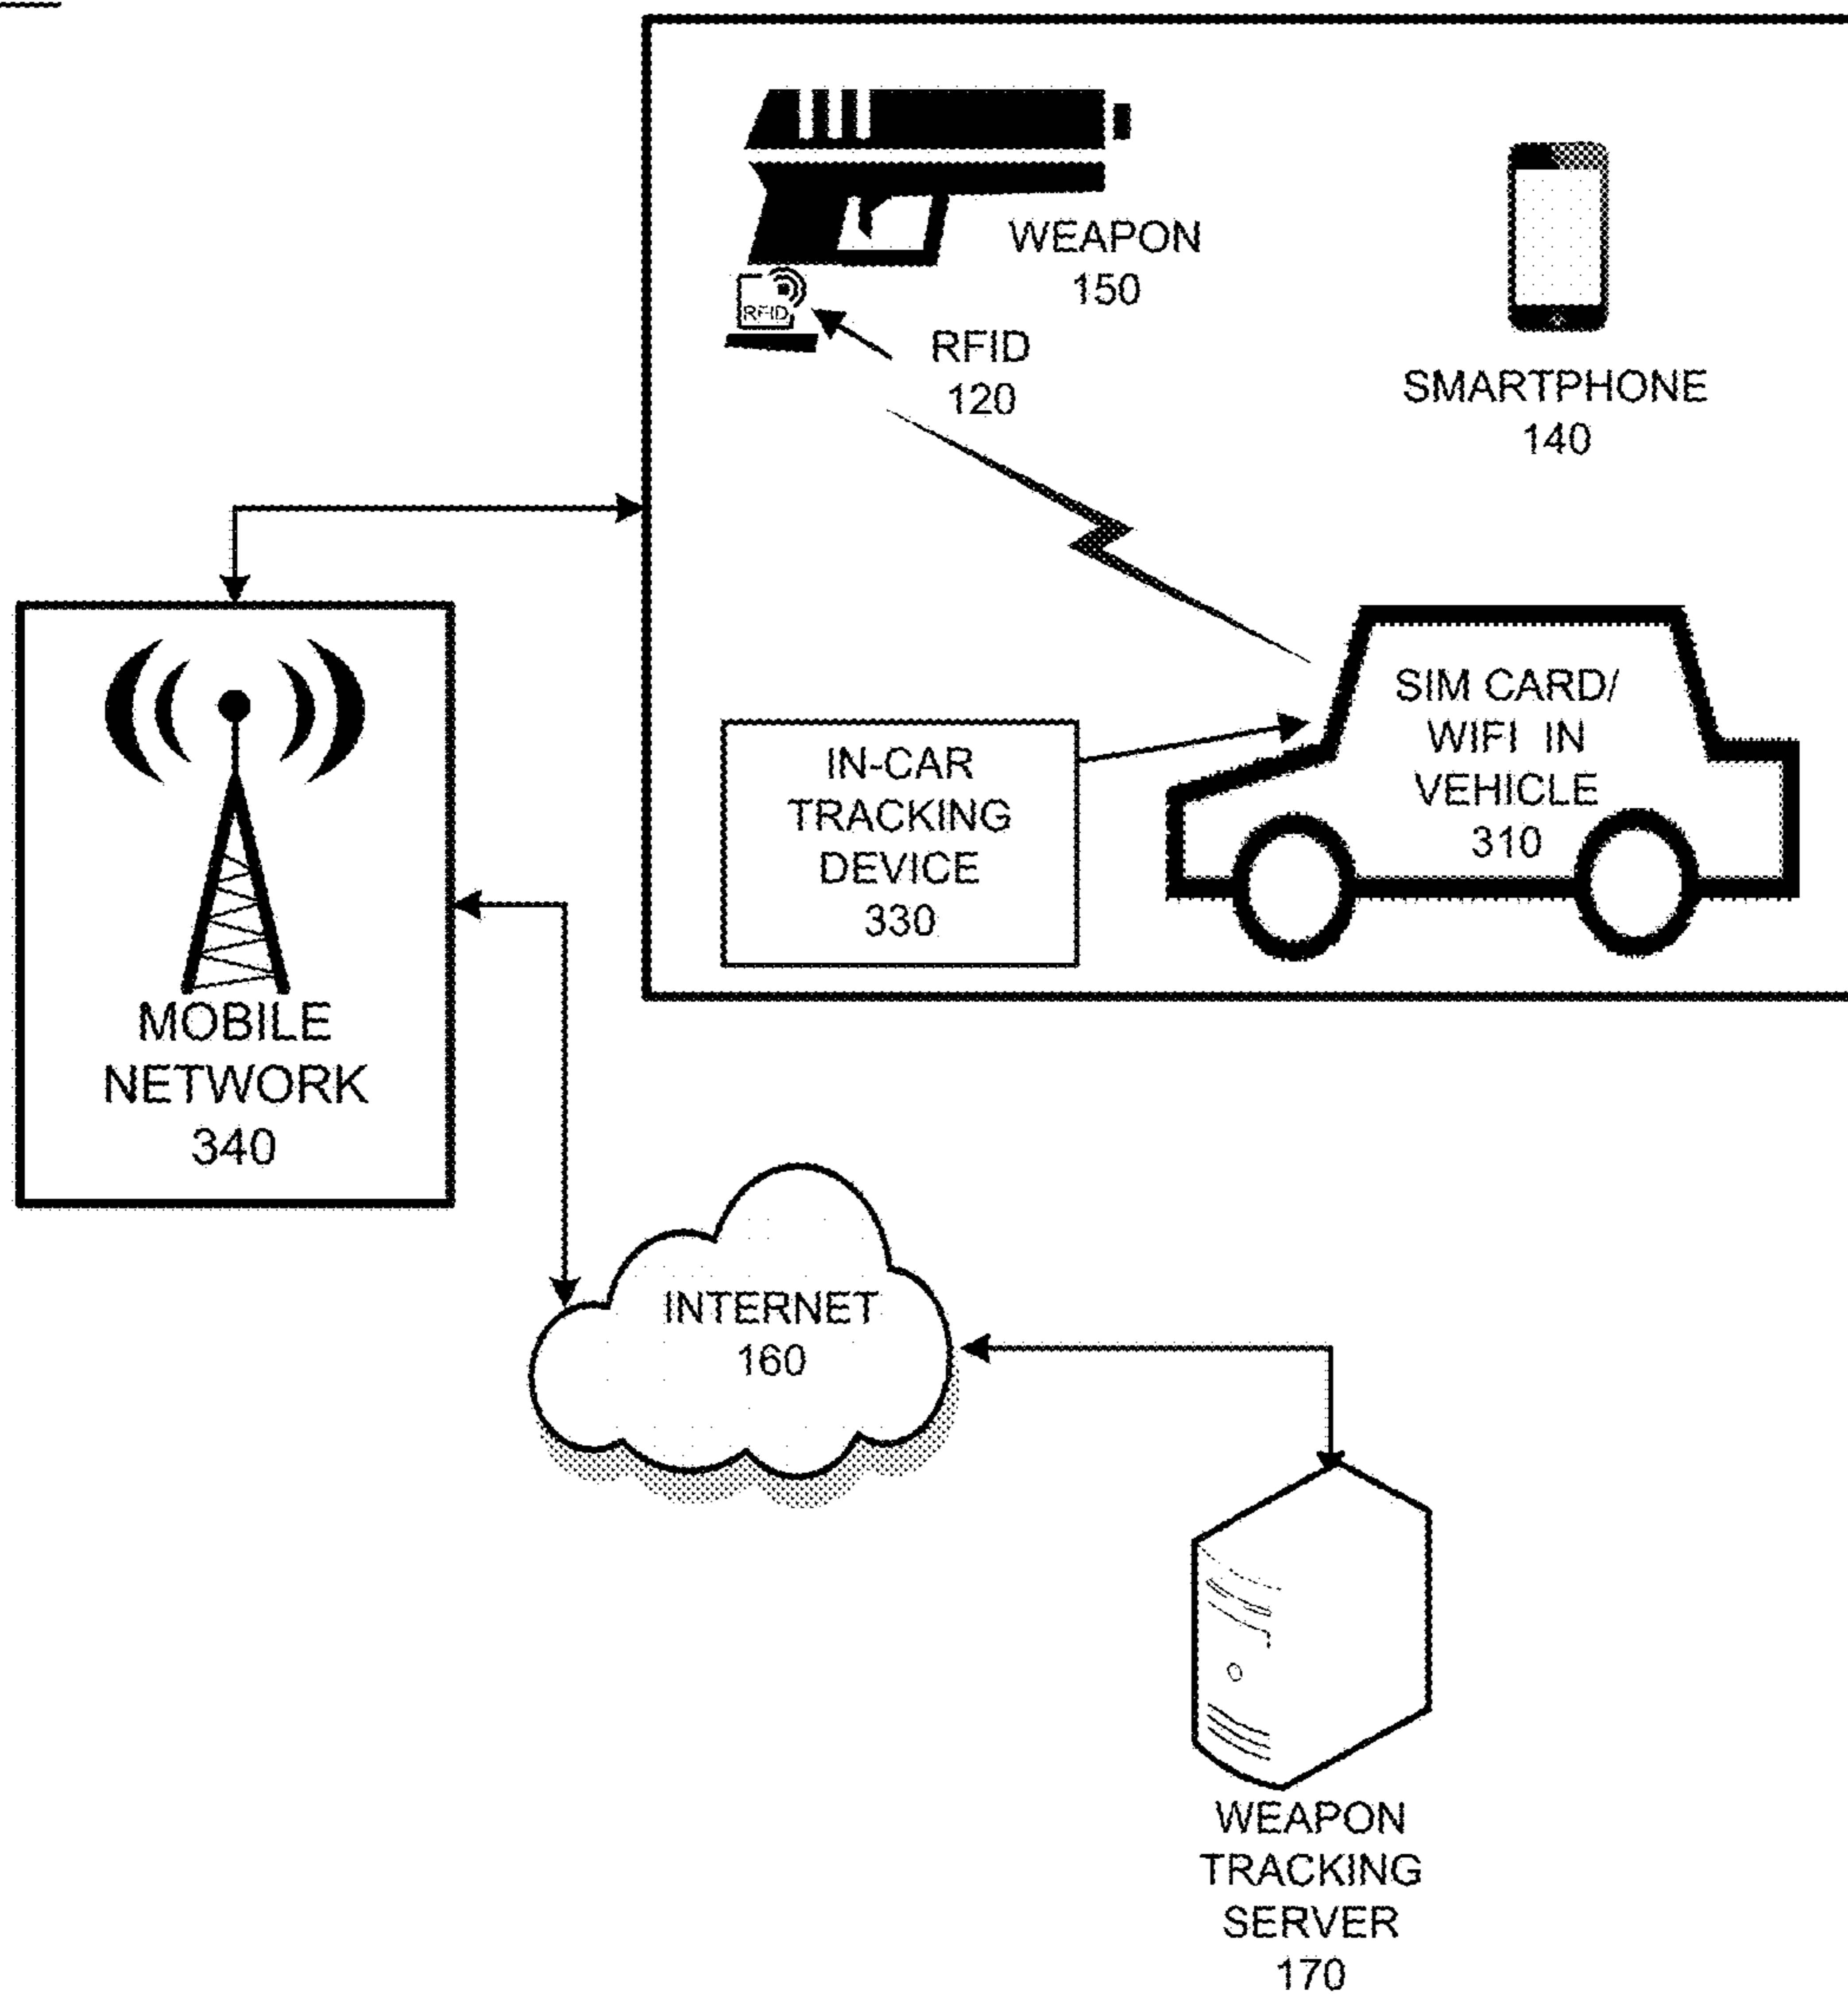 WEAPON
150
RFID
RFID
120
SMARTPHONE
140
SIM CARD/
WIFI IN
VEHICLE
310
IN-CAR
TRACKING
DEVICE
330
MOBILE
NETWORK
340
INTERNET
160
WEAPON
TRACKING
SERVER
170